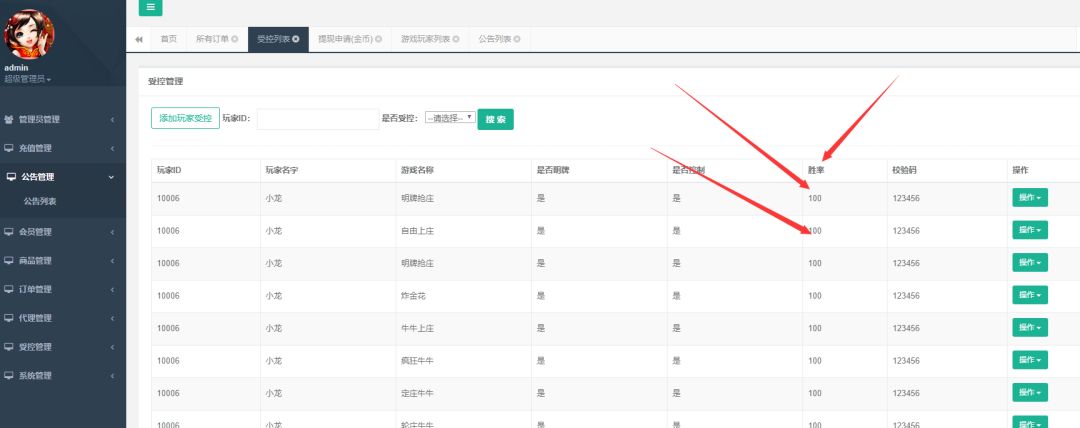 admin
超级管理员
管理员管理
充值管理
公告管理
公告列表
会员管理
商品管理
订单管理
代理管理
受控管理
系统管理
首页 所有订单 受控列表 提现申请(金币) 游戏玩家列表 公告列表
受控管理
添加玩家受控 玩家ID: 是否受控: --请选择-- 搜 索
玩家ID 玩家名字 游戏名称 是否明牌 是否控制 胜率 校验码 操作
10006 小龙 明牌抢庄 是 是 100 123456 操作
10006 小龙 自由上庄 是 是 100 123456 操作
10006 小龙 明牌抢庄 是 是 100 123456 操作
10006 小龙 炸金花 是 是 100 123456 操作
10006 小龙 牛牛上庄 是 是 100 123456 操作
10006 小龙 疯狂牛牛 是 是 100 123456 操作
10006 小龙 定庄牛牛 是 是 100 123456 操作
10006 小龙 轮庄牛牛 是 是 100 123456 操作